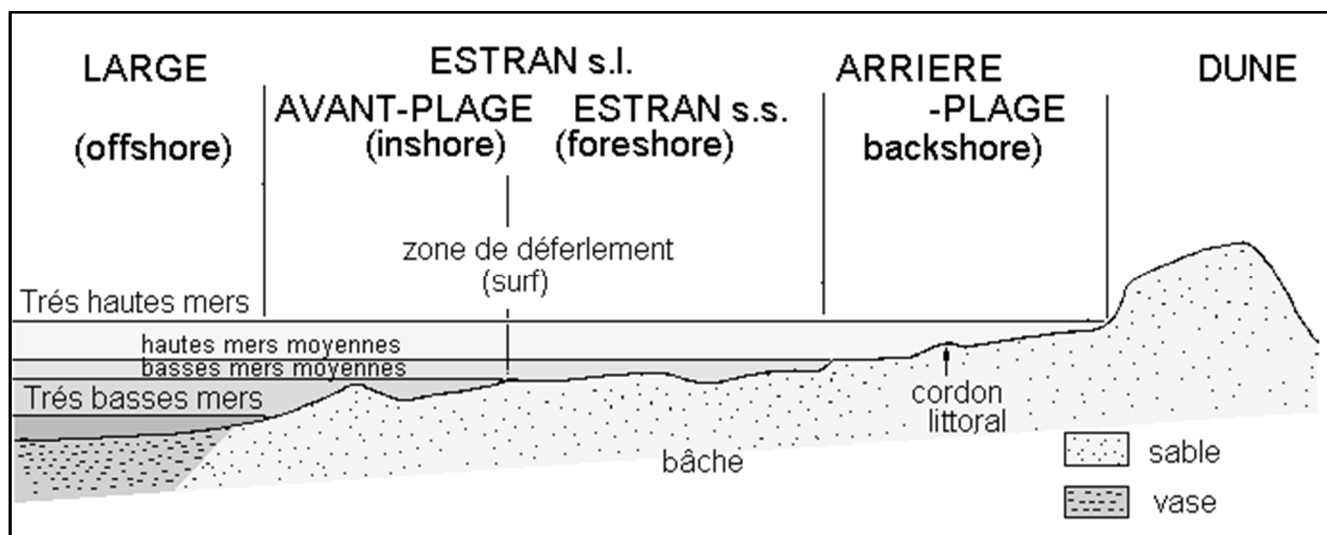 LARGE
(offshore)
ESTRAN s.l.
AVANT-PLAGE
(inshore)
ESTRAN s.s.
(foreshore)
ARRIERE
-PLAGE
backshore)
DUNE
zone de déferlement
(surf)
Trés hautes mers
hautes mers moyennes
basses mers moyennes
Trés basses mers
cordon
littoral
bâche
sable
vase